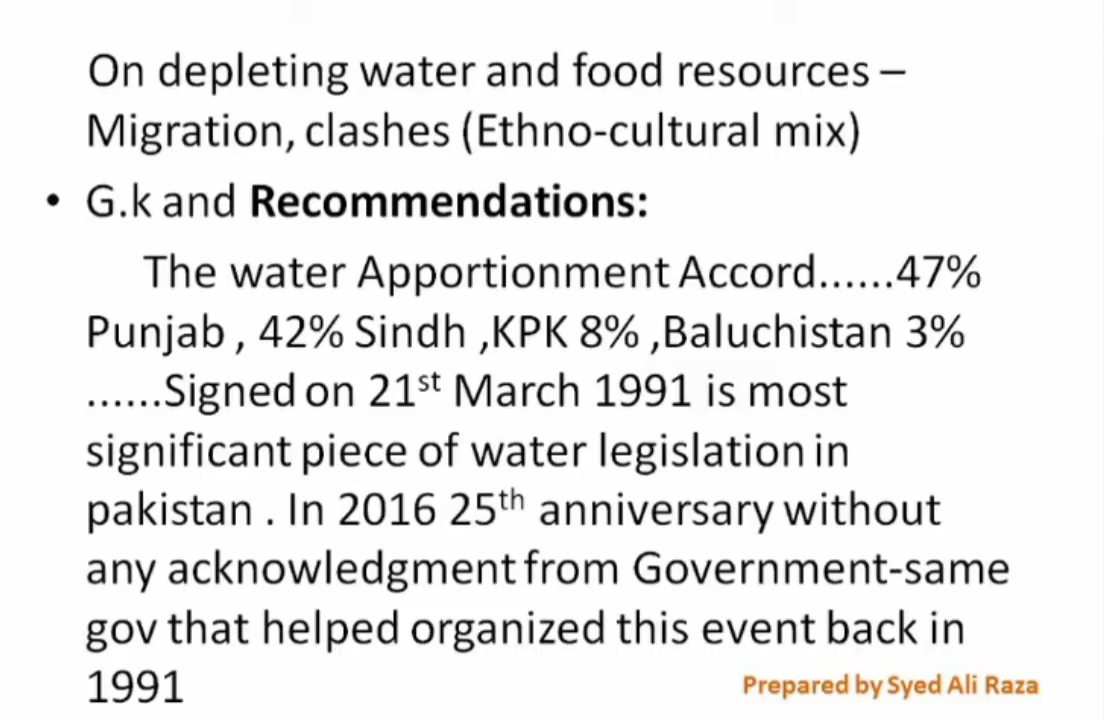 On depleting water and food resources –
Migration, clashes (Ethno-cultural mix)
• G.k and Recommendations:
The water Apportionment Accord......47%
Punjab , 42% Sindh ,KPK 8% ,Baluchistan 3%
......Signed on 21st March 1991 is most
significant piece of water legislation in
pakistan . In 2016 25th anniversary without
any acknowledgment from Government-same
gov that helped organized this event back in
1991
Prepared by Syed Ali Raza